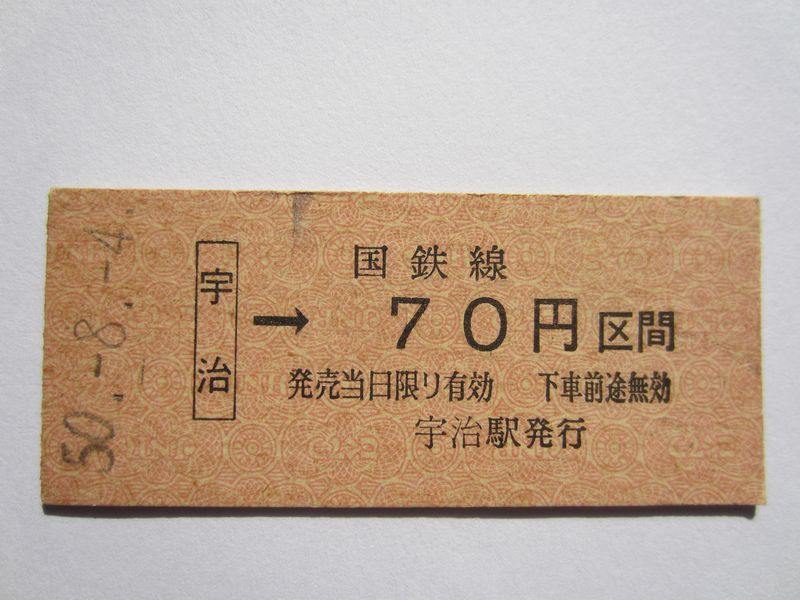 50.-8.-4.
宇治
国鉄線
→ 70円区間
発売当日限り有効 下車前途無効
宇治駅発行